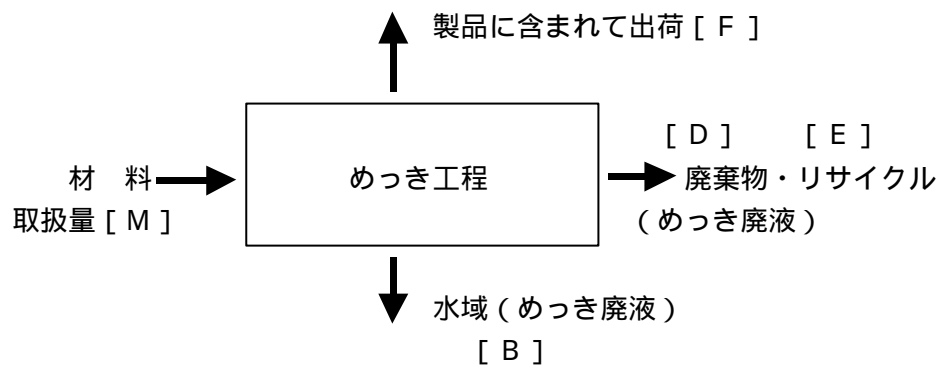 製品に含まれて出荷[ F ]
[ D ] [ E ]
材 料
めっき工程
廃棄物・リサイクル
取扱量[ M ]
(めっき廃液)
水域(めっき廃液)
[ B ]